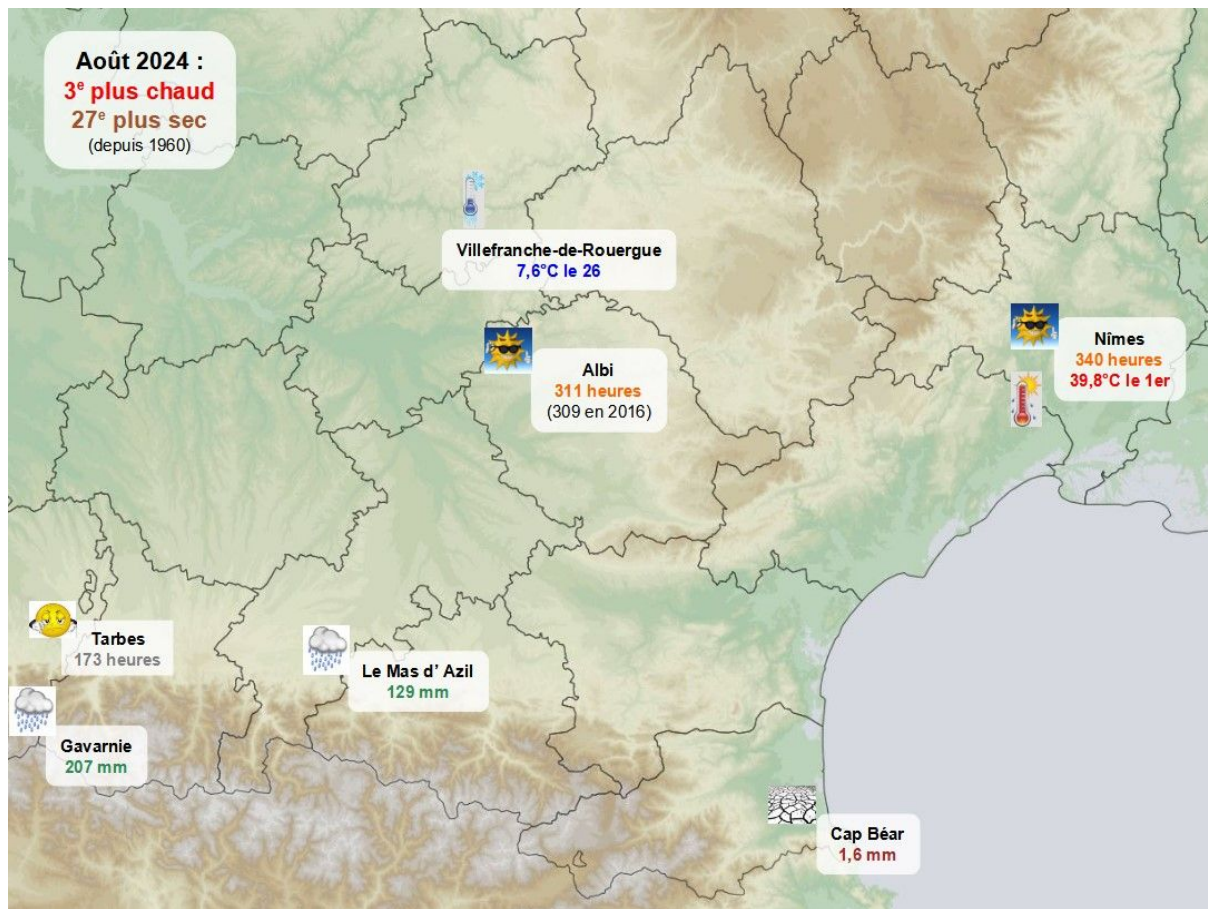 Août 2024 :
3e plus chaud
27e plus sec
(depuis 1960)
Villefranche-de-Rouergue
7,6°C le 26
Nîmes
340 heures
39,8°C le 1er
Albi
311 heures
(309 en 2016)
Tarbes
173 heures
Le Mas d' Azil
129 mm
Gavarnie
207 mm
Cap Béar
1,6 mm